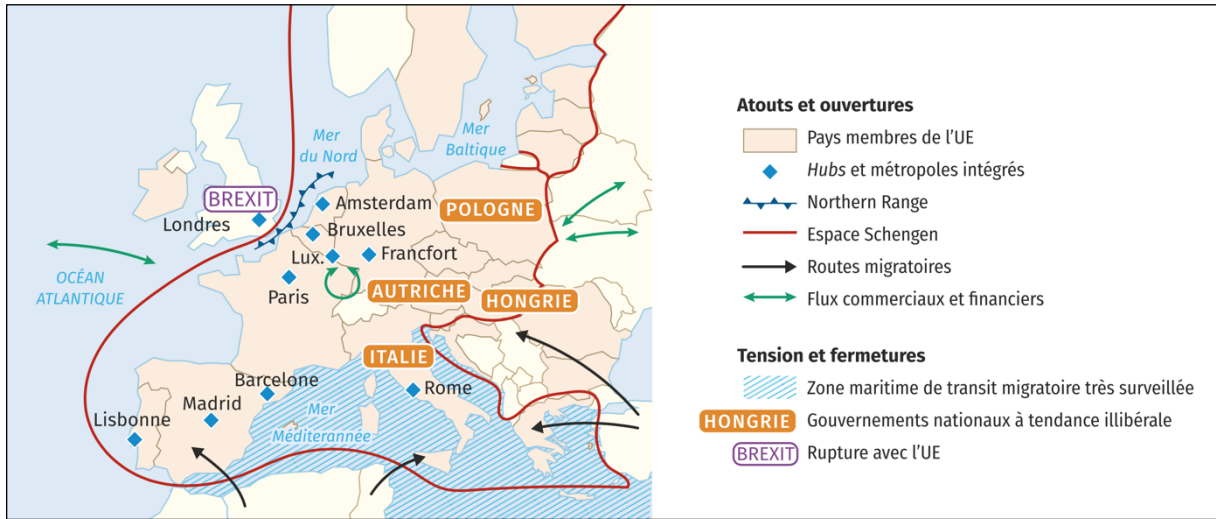 Mer
du Nord
Mer
Baltique
BREXIT
Londres
Amsterdam
POLOGNE
Bruxelles
Lux.
Francfort
OCÉAN
ATLANTIQUE
Paris
AUTRICHE
HONGRIE
ITALIE
Barcelone
Rome
Madrid
Lisbonne
Mer
Méditerannée
Atouts et ouvertures
Pays membres de l'UE
Hubs et métropoles intégrés
Northern Range
Espace Schengen
Routes migratoires
Flux commerciaux et financiers
Tension et fermetures
Zone maritime de transit migratoire très surveillée
HONGRIE Gouvernements nationaux à tendance illibérale
BREXIT Rupture avec l'UE